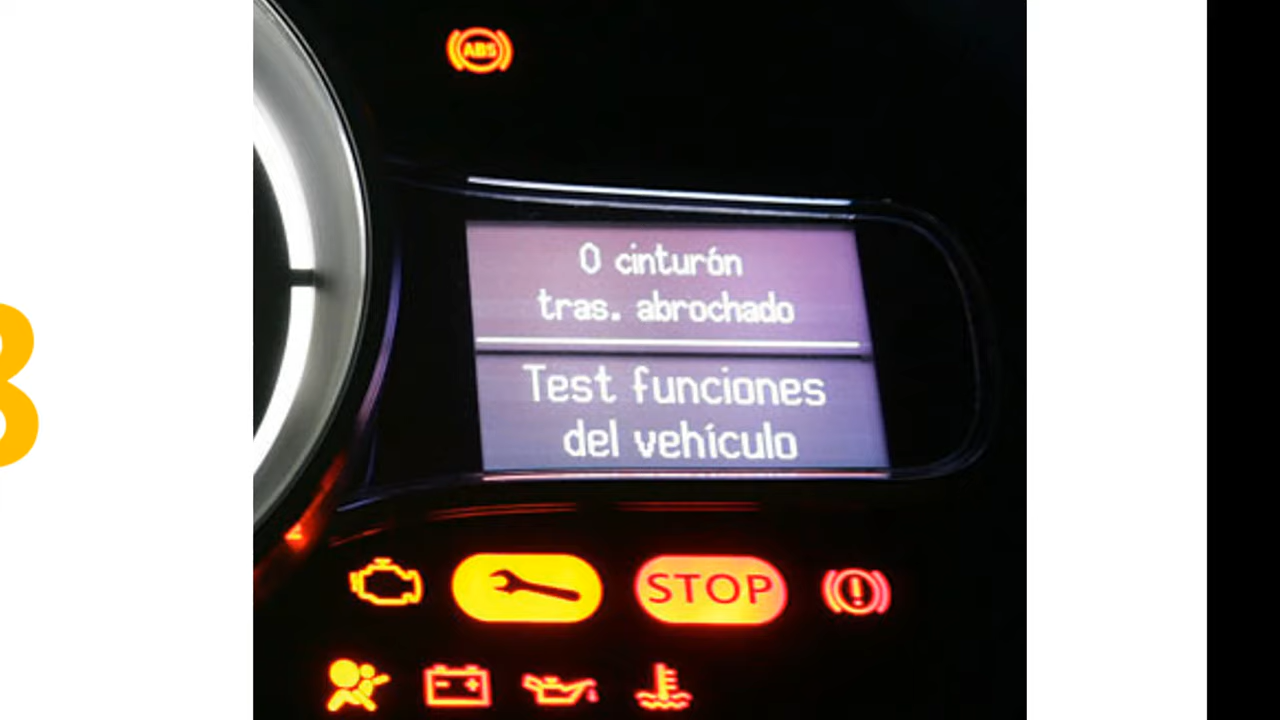 ABS
0 cinturón
tras. abrochado
Test funciones
del vehículo
STOP